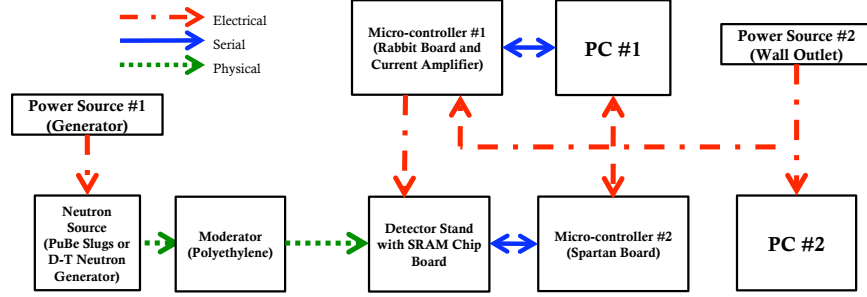 Electrical
Serial
Physical
Micro-controller #1
(Rabbit Board and
Current Amplifier)
PC #1
Power Source #2
(Wall Outlet)
Power Source #1
(Generator)
Neutron
Source
(PuBe Slugs or
D-T Neutron
Generator)
Moderator
(Polyethylene)
Detector Stand
with SRAM Chip
Board
Micro-controller #2
(Spartan Board)
PC #2